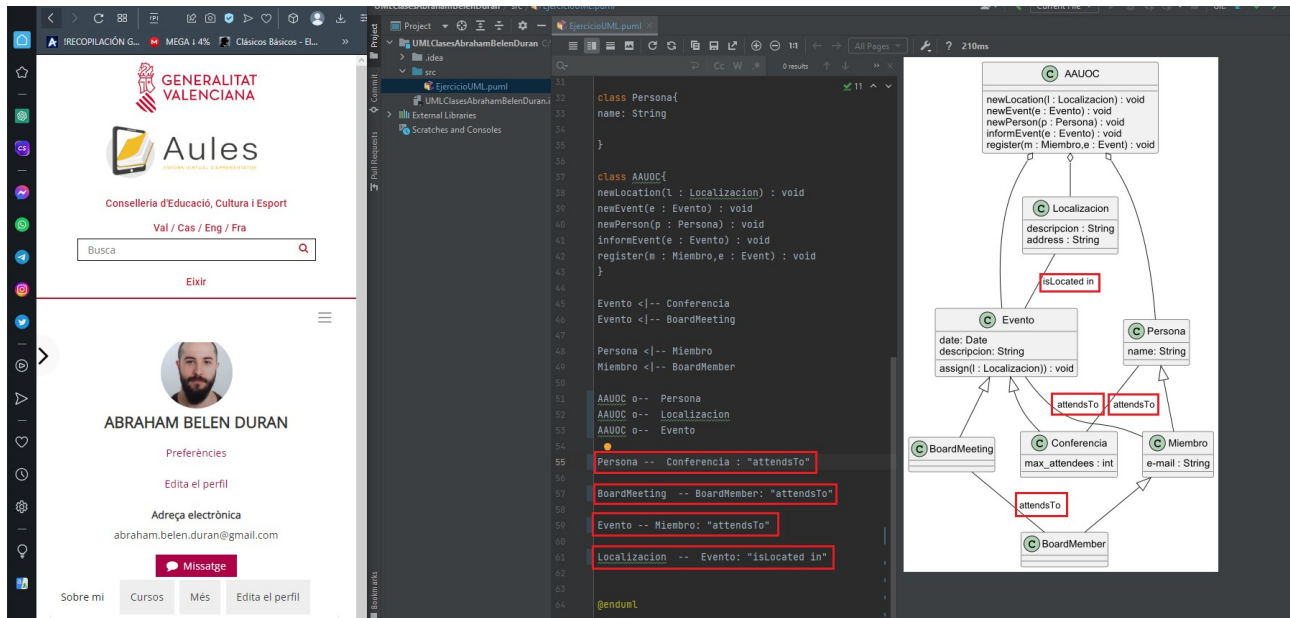 !RECOPILACIÓN G...
MEGA ↓ 4%
Clásicos Básicos - El...
»
GENERALITAT
VALENCIANA
Aules
Conselleria d'Educació, Cultura i Esport
Val / Cas / Eng / Fra
Busca
Eixir
ABRAHAM BELEN DURAN
Preferències
Edita el perfil
Adreça electrònica
abraham.belen.duran@gmail.com
Missatge
Sobre mi
Cursos
Més
Edita el perfil
Project
EjercicioUML.puml
Project
Commit
Pull Requests
Bookmarks
UMLClasesAbrahamBelenDuran
.idea
src
EjercicioUML.puml
UMLClasesAbrahamBelenDuran.i
External Libraries
Scratches and Consoles
1:1
All Pages
? 210ms
Cc W .*
0 results
11
31
32 class Persona{
33 name: String
34
35 }
36
37 class AAUOC{
38 newLocation(l : Localizacion) : void
39 newEvent(e : Evento) : void
40 newPerson(p : Persona) : void
41 informEvent(e : Evento) : void
42 register(m : Miembro,e : Event) : void
43 }
44
45 Evento <|-- Conferencia
46 Evento <|-- BoardMeeting
47
48 Persona <|-- Miembro
49 Miembro <|-- BoardMember
50
51 AAUOC o-- Persona
52 AAUOC o-- Localizacion
53 AAUOC o-- Evento
54
55 Persona -- Conferencia : "attendsTo"
56
57 BoardMeeting -- BoardMember: "attendsTo"
58
59 Evento -- Miembro: "attendsTo"
60
61 Localizacion -- Evento: "isLocated in"
62
63
64 @enduml
C AAUOC
newLocation(l : Localizacion) : void
newEvent(e : Evento) : void
newPerson(p : Persona) : void
informEvent(e : Evento) : void
register(m : Miembro,e : Event) : void
C Localizacion
descripcion : String
address : String
isLocated in
C Evento
date: Date
descripcion: String
assign(l : Localizacion)) : void
C Persona
name: String
attendsTo
attendsTo
C BoardMeeting
C Conferencia
max_attendees : int
C Miembro
e-mail : String
attendsTo
C BoardMember